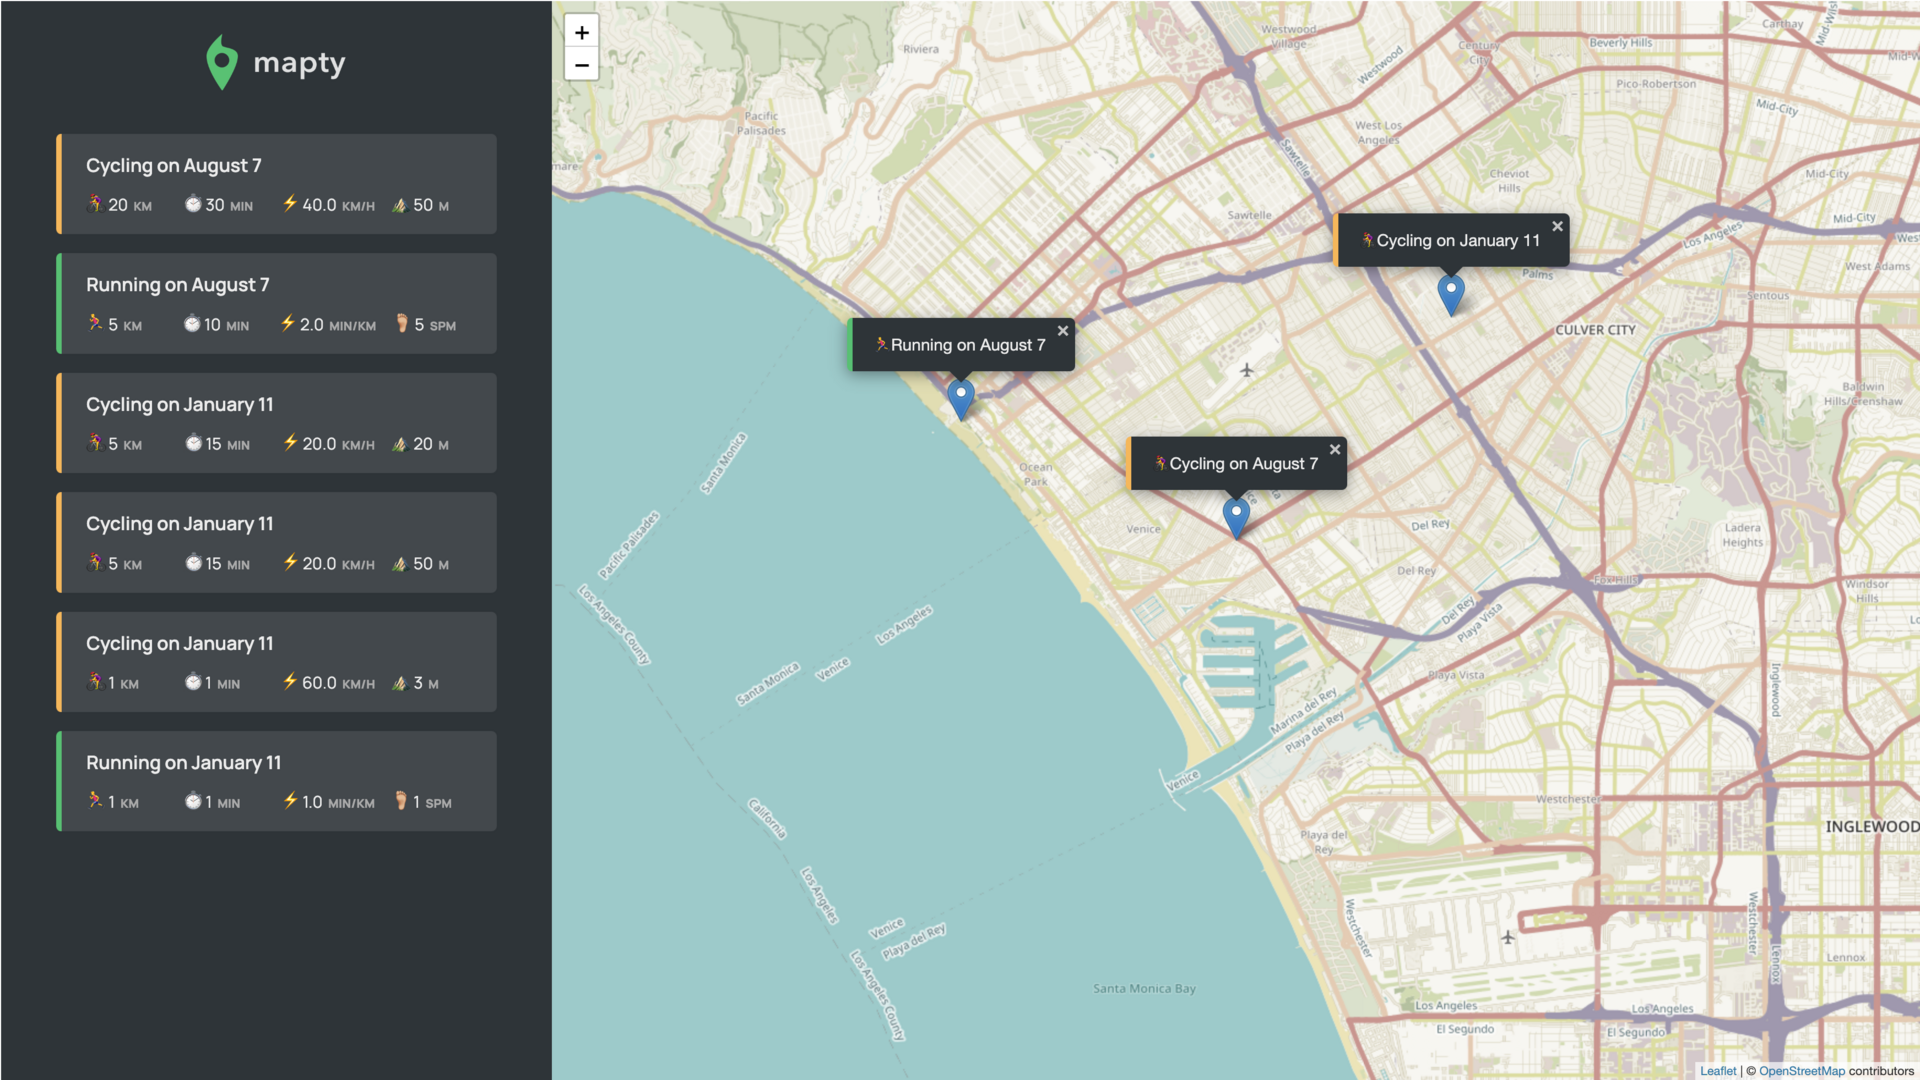 mapty
Cycling on August 7
20 KM 30 MIN 40.0 KM/H 50 M
Running on August 7
5 KM 10 MIN 2.0 MIN/KM 5 SPM
Cycling on January 11
5 KM 15 MIN 20.0 KM/H 20 M
Cycling on January 11
5 KM 15 MIN 20.0 KM/H 50 M
Cycling on January 11
1 KM 1 MIN 60.0 KM/H 3 M
Running on January 11
1 KM 1 MIN 1.0 MIN/KM 1 SPM
+
−
Riviera
Westwood
Village
Westwood
Century
City
Beverly Hills
Carthay
Pico-Robertson
Mid-City
Pacific
Palisades
West Los
Angeles
Sawtelle
Cheviot
Hills
Mid-City
Sawtelle
Mid-City
Los Angeles
West Adams
Cycling on January 11 ×
Palms
Sentous
CULVER CITY
Running on August 7 ×
Baldwin
Hills/Crenshaw
Santa Monica
Ocean
Park
Cycling on August 7 ×
Venice
Del Rey
Ladera
Heights
Pacific Palisades
Los Angeles County
Del Rey
Fox Hills
Windsor
Hills
Los Angeles
Del Rey
Playa Vista
Santa Monica
Venice
Playa Vista
Inglewood
Marina del Rey
Playa del Rey
Venice
Westchester
California
Playa del
Rey
INGLEWOOD
Los Angeles
Venice
Playa del Rey
Westchester
Westchester
Lennox
Lennox
Los Angeles County
Santa Monica Bay
Los Angeles
El Segundo
Los Angeles
El Segundo
Leaflet | © OpenStreetMap contributors